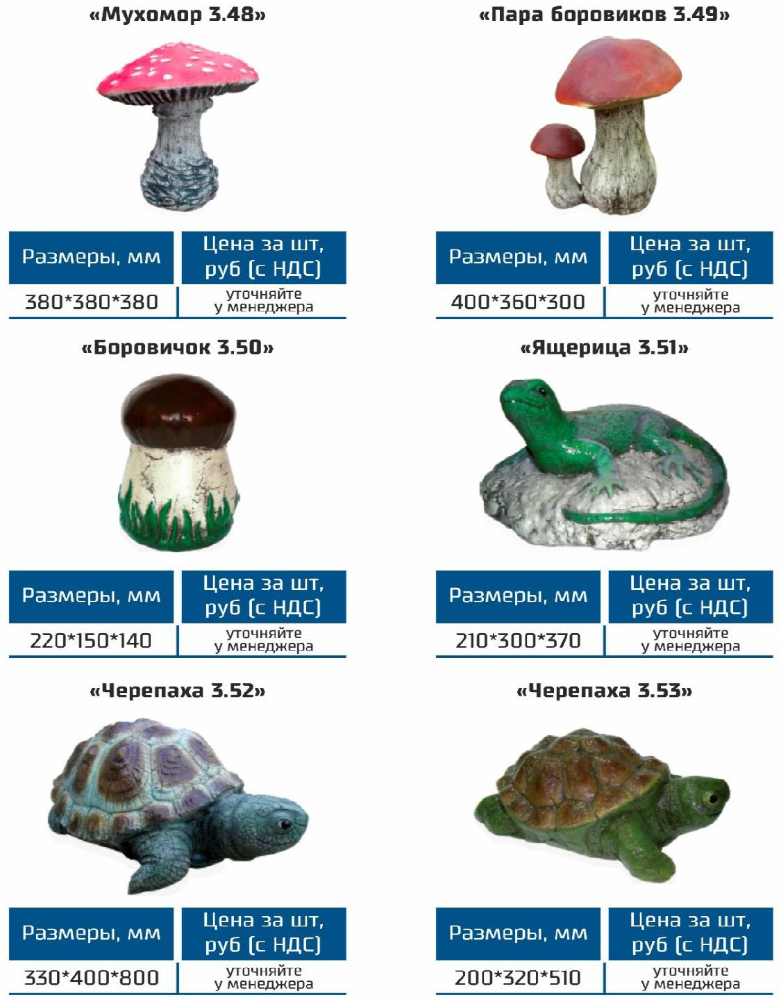 «Мухомор 3.48»
«Пара боровиков 3.49»
Размеры, мм
Цена за шт,
руб (с НДС)
380*380*380
уточняйте
у менеджера
Размеры, мм
Цена за шт,
руб (с НДС)
400*360*300
уточняйте
у менеджера
«Боровичок 3.50»
«Ящерица 3.51»
Размеры, мм
Цена за шт,
руб (с НДС)
220*150*140
уточняйте
у менеджера
Размеры, мм
Цена за шт,
руб (с НДС)
210*300*370
уточняйте
у менеджера
«Черепаха 3.52»
«Черепаха 3.53»
Размеры, мм
Цена за шт,
руб (с НДС)
330*400*800
уточняйте
у менеджера
Размеры, мм
Цена за шт,
руб (с НДС)
200*320*510
уточняйте
у менеджера